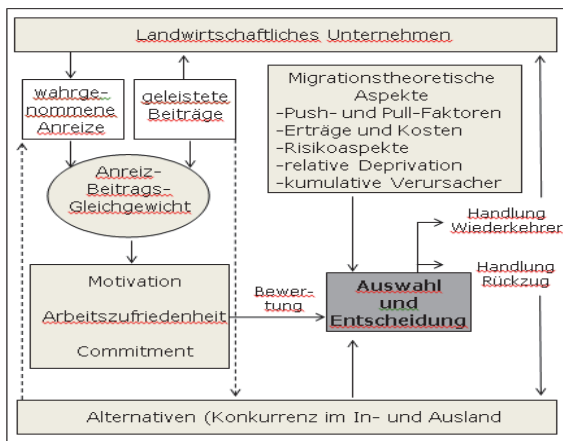 Landwirtschaftliches Unternehmen
wahrge-
nommene
Anreize
geleistete
Beiträge
Migrationstheoretische
Aspekte
-Push- und Pull-Faktoren
-Erträge und Kosten
-Risikoaspekte
-relative Deprivation
-kumulative Verursacher
Anreiz-
Beitrags-
Gleichgewicht
Handlung
Wiederkehrer
Handlung
Rückzug
Motivation
Arbeitszufriedenheit
Commitment
Bewer-
tung
Auswahl
und
Entscheidung
Alternativen (Konkurrenz im In- und Ausland